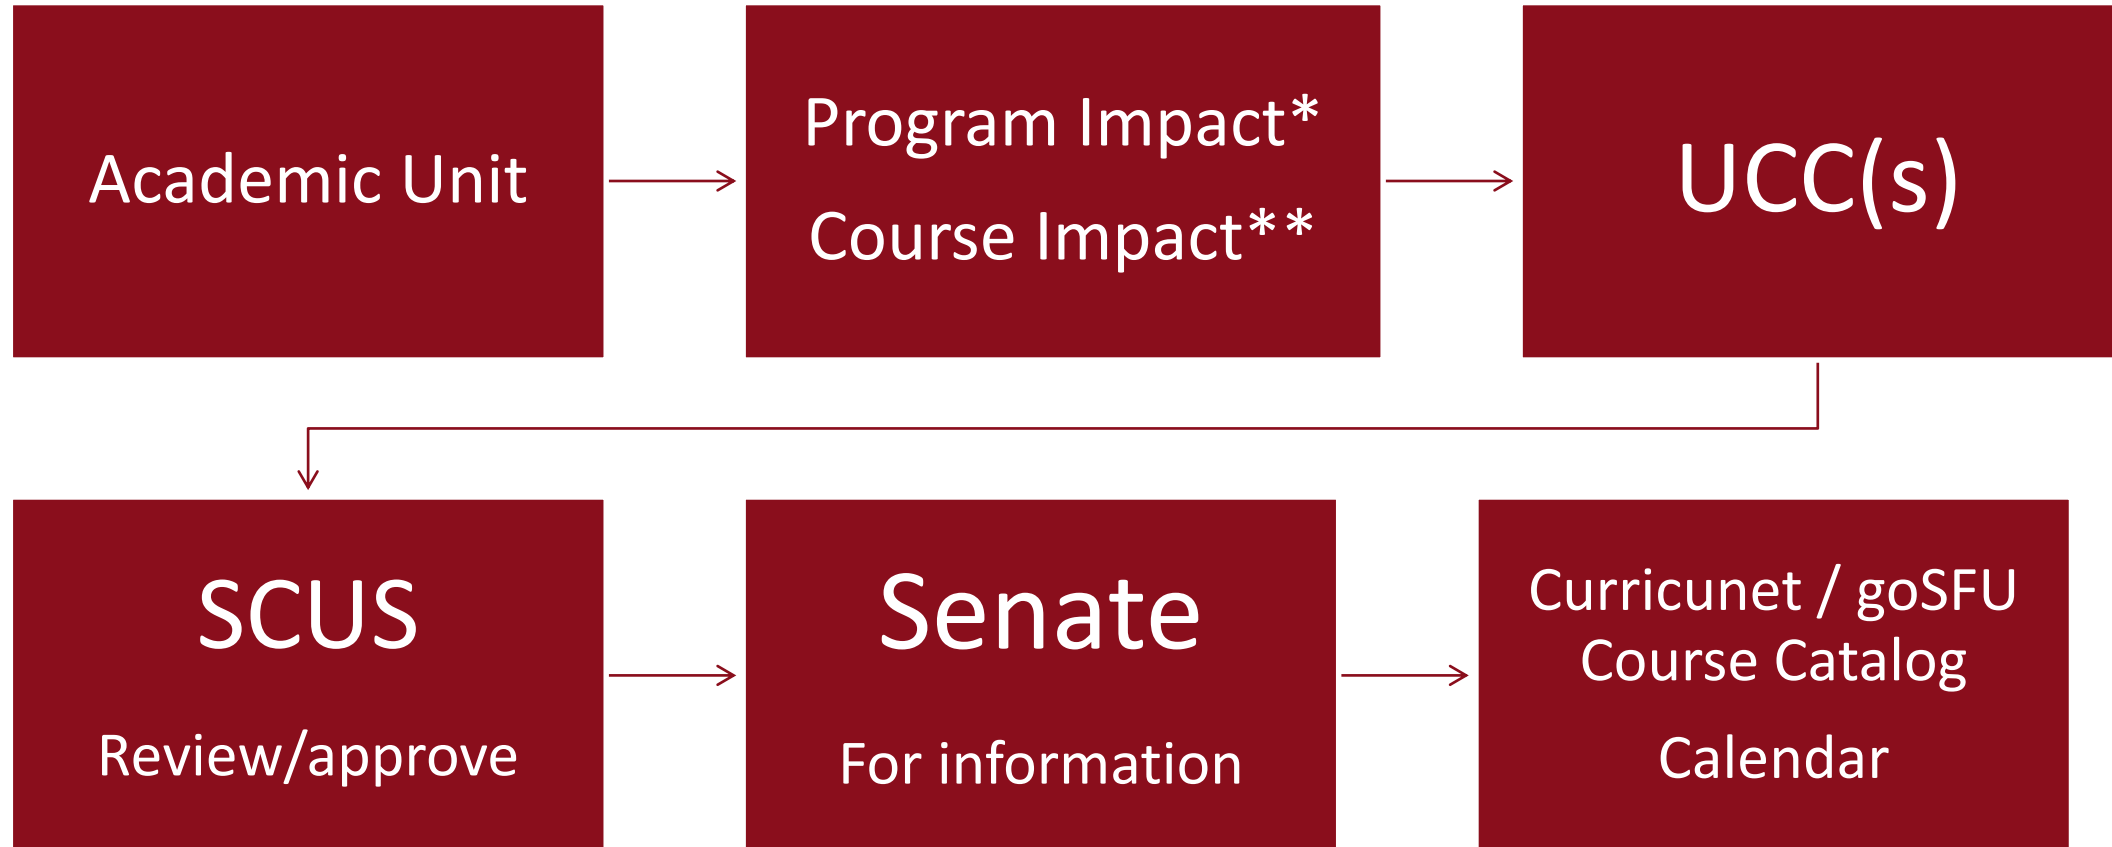 Academic Unit
Program Impact*
Course Impact**
UCC(s)
SCUS
Review/approve
Senate
For information
Curricunet / goSFU
Course Catalog
Calendar